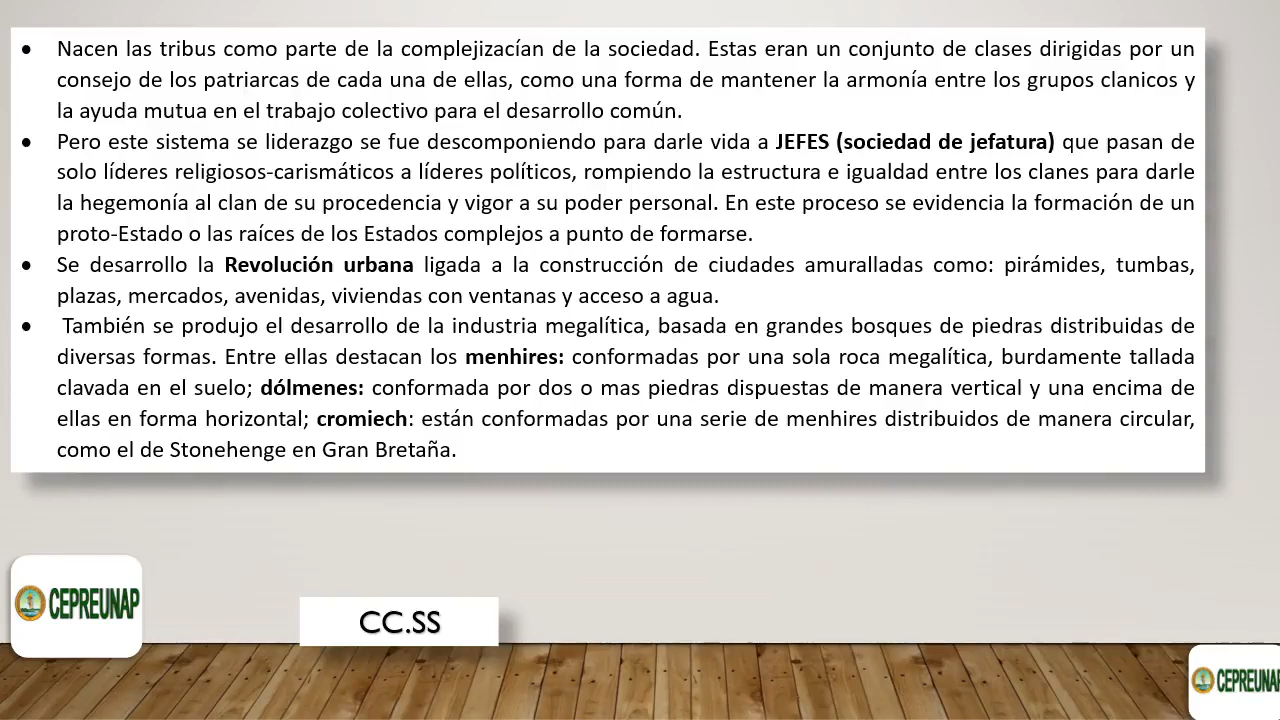 • Nacen las tribus como parte de la complejizacían de la sociedad. Estas eran un conjunto de clases dirigidas por un
consejo de los patriarcas de cada una de ellas, como una forma de mantener la armonía entre los grupos clanicos y
la ayuda mutua en el trabajo colectivo para el desarrollo común.
• Pero este sistema se liderazgo se fue descomponiendo para darle vida a JEFES (sociedad de jefatura) que pasan de
solo líderes religiosos-carismáticos a líderes políticos, rompiendo la estructura e igualdad entre los clanes para darle
la hegemonía al clan de su procedencia y vigor a su poder personal. En este proceso se evidencia la formación de un
proto-Estado o las raíces de los Estados complejos a punto de formarse.
• Se desarrollo la Revolución urbana ligada a la construcción de ciudades amuralladas como: pirámides, tumbas,
plazas, mercados, avenidas, viviendas con ventanas y acceso a agua.
• También se produjo el desarrollo de la industria megalítica, basada en grandes bosques de piedras distribuidas de
diversas formas. Entre ellas destacan los menhires: conformadas por una sola roca megalítica, burdamente tallada
clavada en el suelo; dólmenes: conformada por dos o mas piedras dispuestas de manera vertical y una encima de
ellas en forma horizontal; cromiech: están conformadas por una serie de menhires distribuidos de manera circular,
como el de Stonehenge en Gran Bretaña.
CEPREUNAP
CC.SS
CEPREUNAP